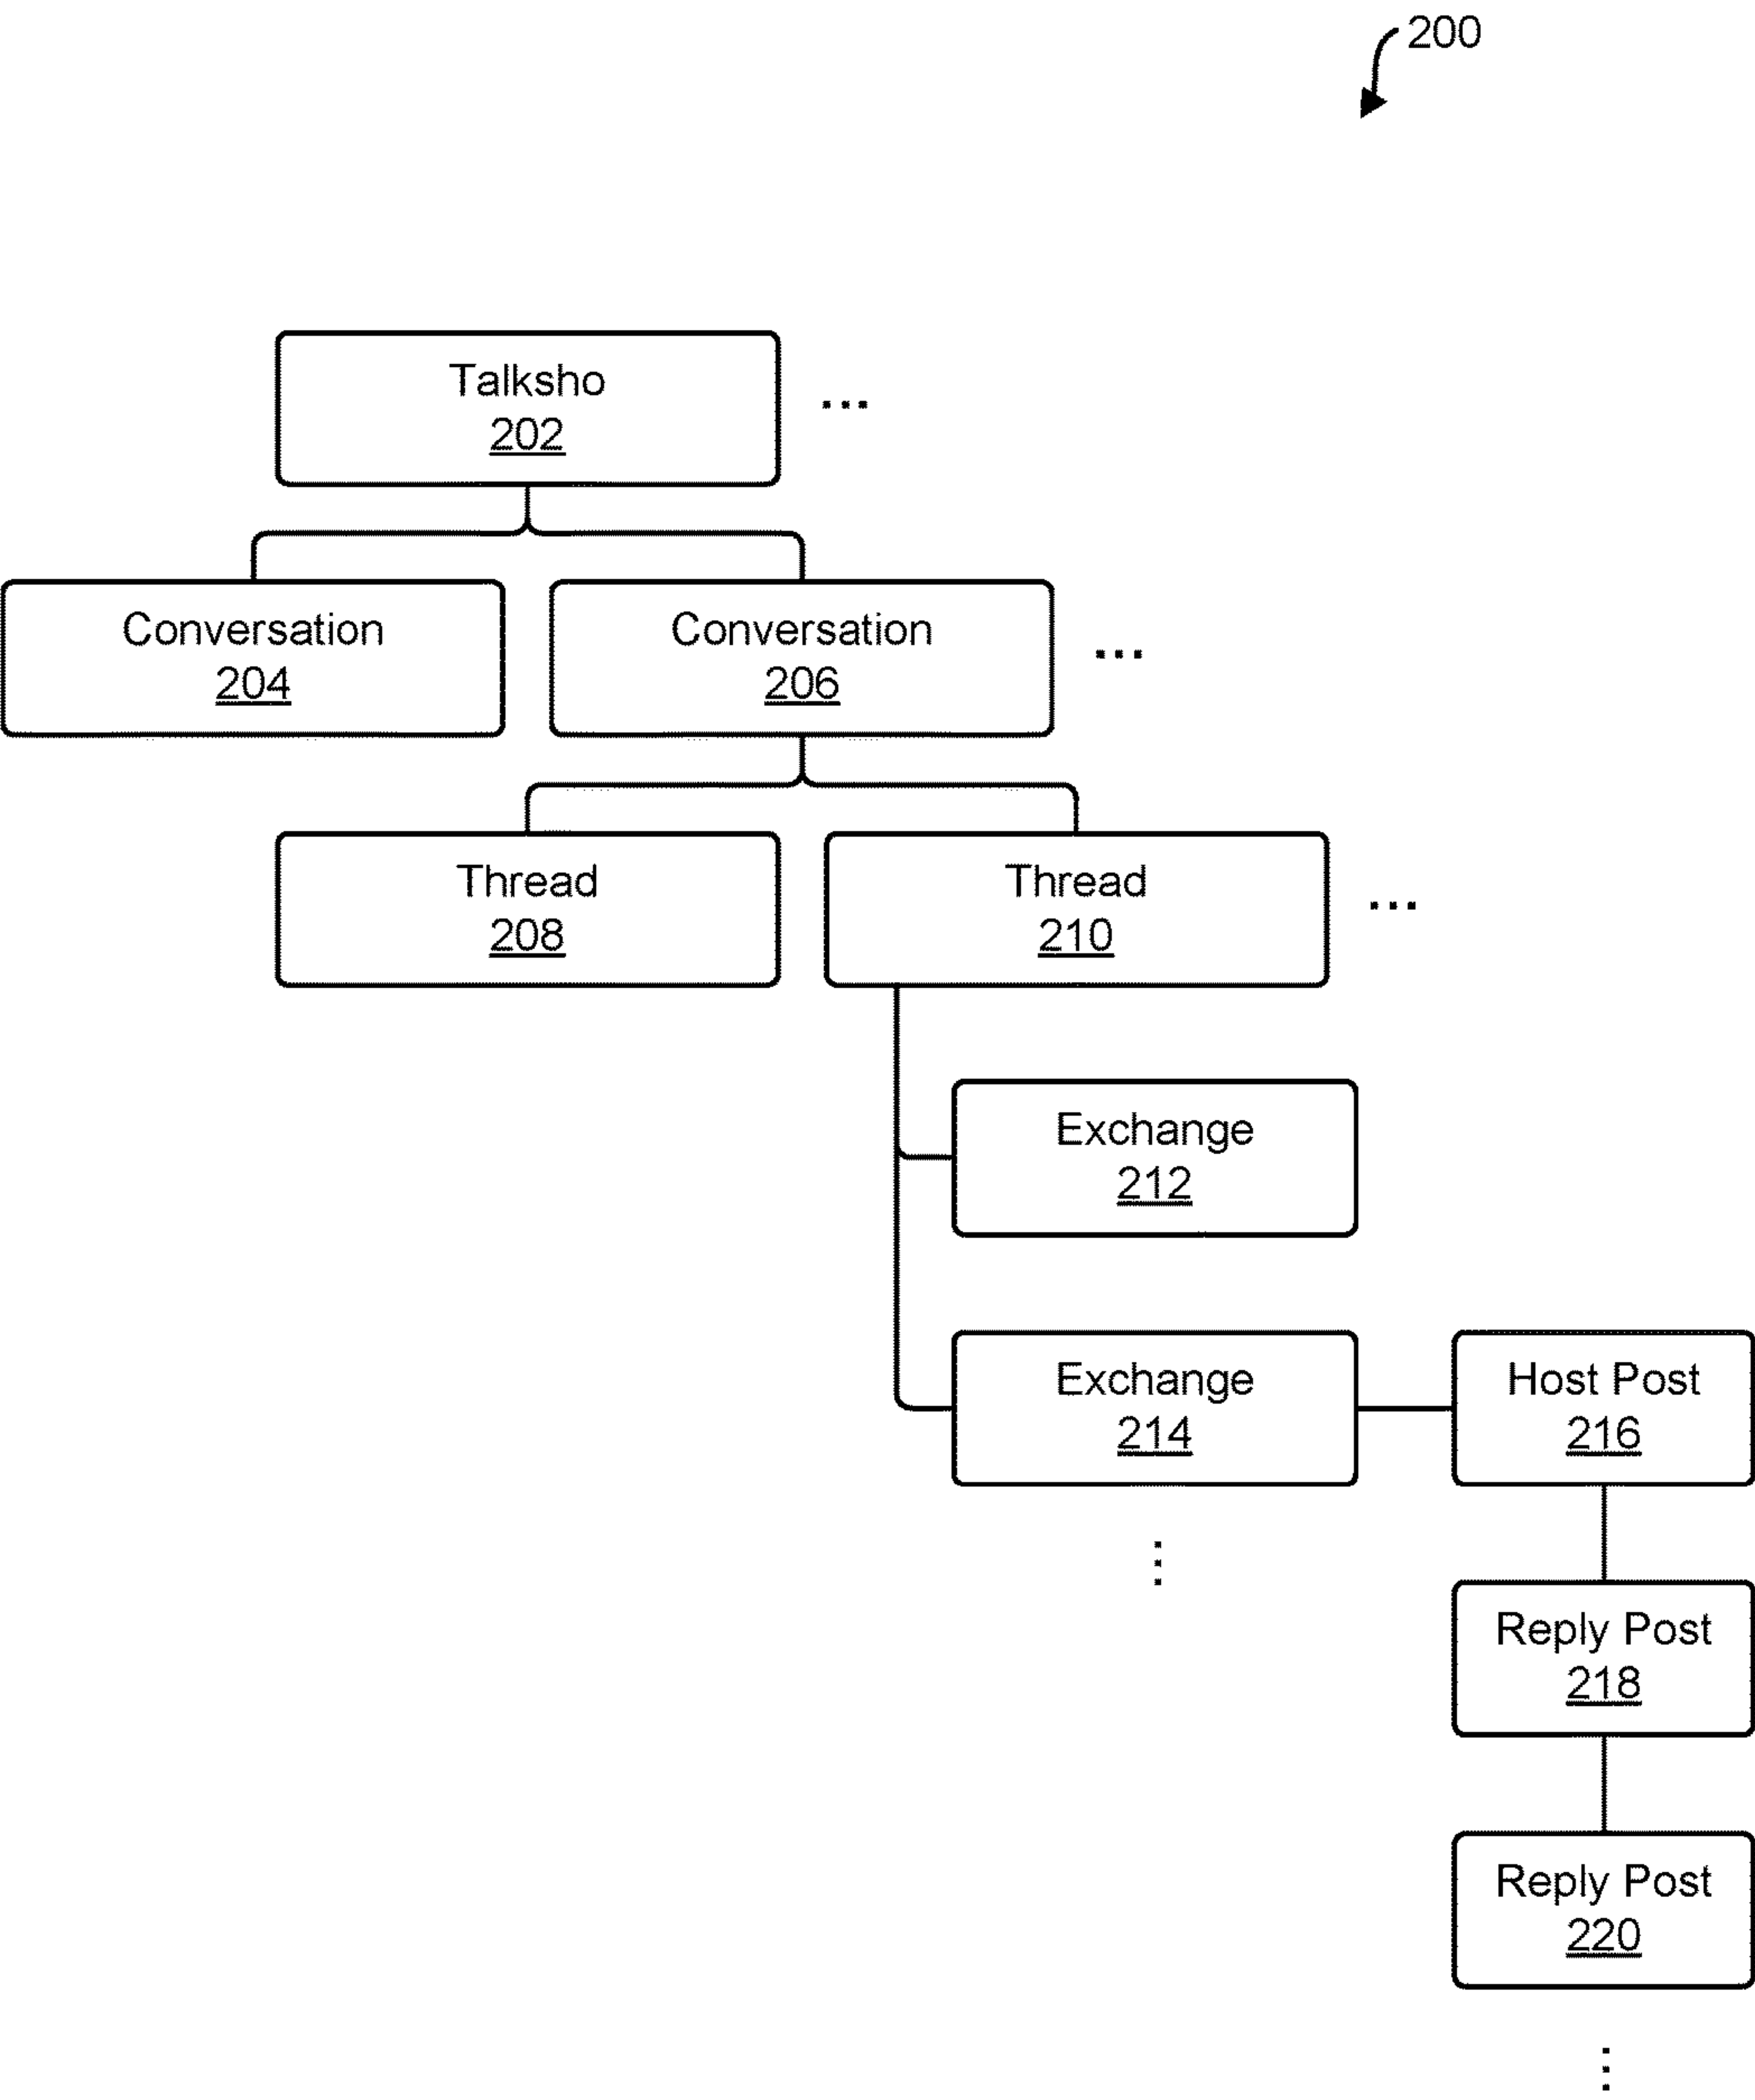 200
Talksho
202
...
Conversation
204
Conversation
206
...
Thread
208
Thread
210
...
Exchange
212
Exchange
214
Host Post
216
...
Reply Post
218
Reply Post
220
...